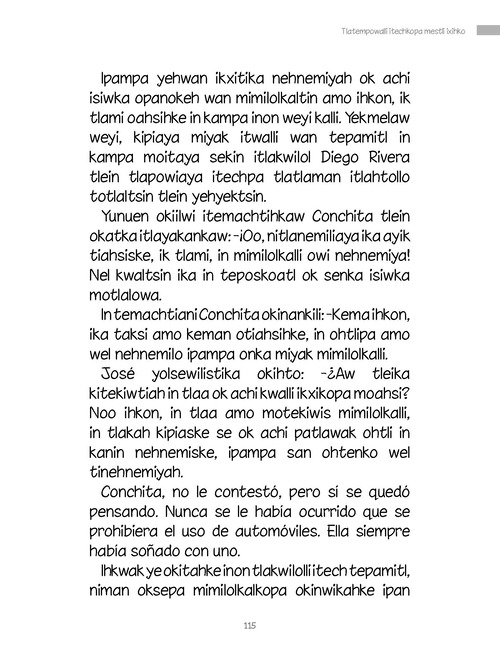 Tlatempowalli itechkopa mestli ixihko
Ipampa yehwan ikxitika nehnemiyah ok achi
isiwka opanokeh wan mimilolkaltin amo ihkon, ik
tlami oahsihke in kampa inon weyi kalli. Yekmelaw
weyi, kipiaya miyak itwalli wan tepamitl in
kampa moitaya sekin itlakwilol Diego Rivera
tlein tlapowiaya itechpa tlatlaman itlahtollo
totlaltsin tlein yehyektsin.
Yunuen okiilwi itemachtihkaw Conchita tlein
okatka itlayakankaw: -¡Oo, nitlanemiliaya ika ayik
tiahsiske, ik tlami, in mimilolkalli owi nehnemiya!
Nel kwaltsin ika in teposkoatl ok senka isiwka
motlalowa.
In temachtiani Conchita okinankili: -Kema ihkon,
ika taksi amo keman otiahsihke, in ohtlipa amo
wel nehnemilo ipampa onka miyak mimilolkalli.
José yolsewilistika okihto: -¿Aw tleika
kitekiwtiah in tlaa ok achi kwalli ikxikopa moahsi?
Noo ihkon, in tlaa amo motekiwis mimilolkalli,
in tlakah kipiaske se ok achi patlawak ohtli in
kanin nehnemiske, ipampa san ohtenko wel
tinehnemiyah.
Conchita, no le contestó, pero sí se quedó
pensando. Nunca se le había ocurrido que se
prohibiera el uso de automóviles. Ella siempre
había soñado con uno.
Ihkwak ye okitahke inon tlakwilolli itech tepamitl,
niman oksepa mimilolkalkopa okinwikahke ipan
115